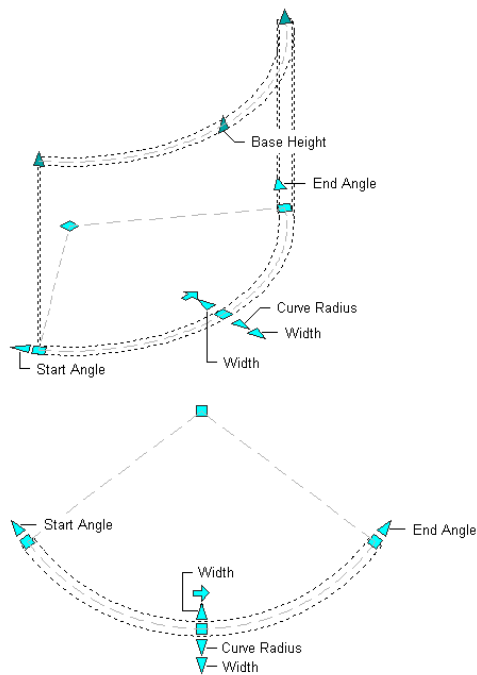 Base Height
End Angle
Curve Radius
Width
Width
Start Angle
Start Angle
End Angle
Width
Curve Radius
Width